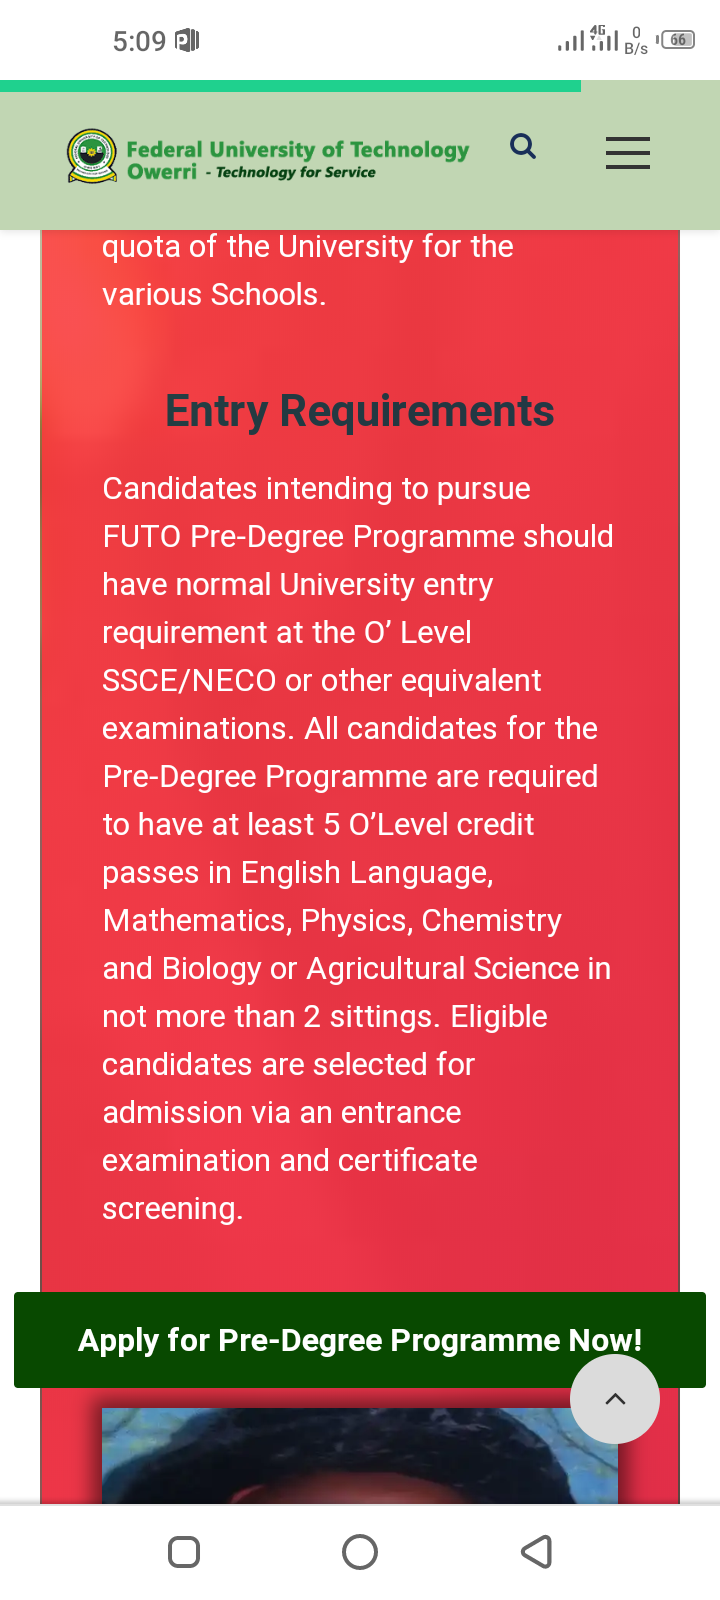 5:09
4G
0
B/s
66
Federal University of Technology
Owerri - Technology for Service
quota of the University for the
various Schools.
Entry Requirements
Candidates intending to pursue
FUTO Pre-Degree Programme should
have normal University entry
requirement at the O’ Level
SSCE/NECO or other equivalent
examinations. All candidates for the
Pre-Degree Programme are required
to have at least 5 O’Level credit
passes in English Language,
Mathematics, Physics, Chemistry
and Biology or Agricultural Science in
not more than 2 sittings. Eligible
candidates are selected for
admission via an entrance
examination and certificate
screening.
Apply for Pre-Degree Programme Now!